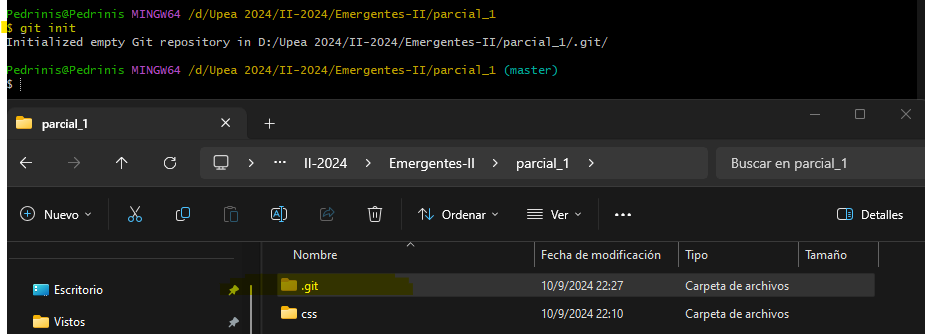 Pedrinis@Pedrinis MINGW64 /d/Upea 2024/II-2024/Emergentes-II/parcial_1
$ git init
Initialized empty Git repository in D:/Upea 2024/II-2024/Emergentes-II/parcial_1/.git/
Pedrinis@Pedrinis MINGW64 /d/Upea 2024/II-2024/Emergentes-II/parcial_1 (master)
$
parcial_1
II-2024 Emergentes-II parcial_1 Buscar en parcial_1
Nuevo Ordenar Ver Detalles
Nombre Fecha de modificación Tipo Tamaño
Escritorio .git 10/9/2024 22:27 Carpeta de archivos
Vistos css 10/9/2024 22:10 Carpeta de archivos